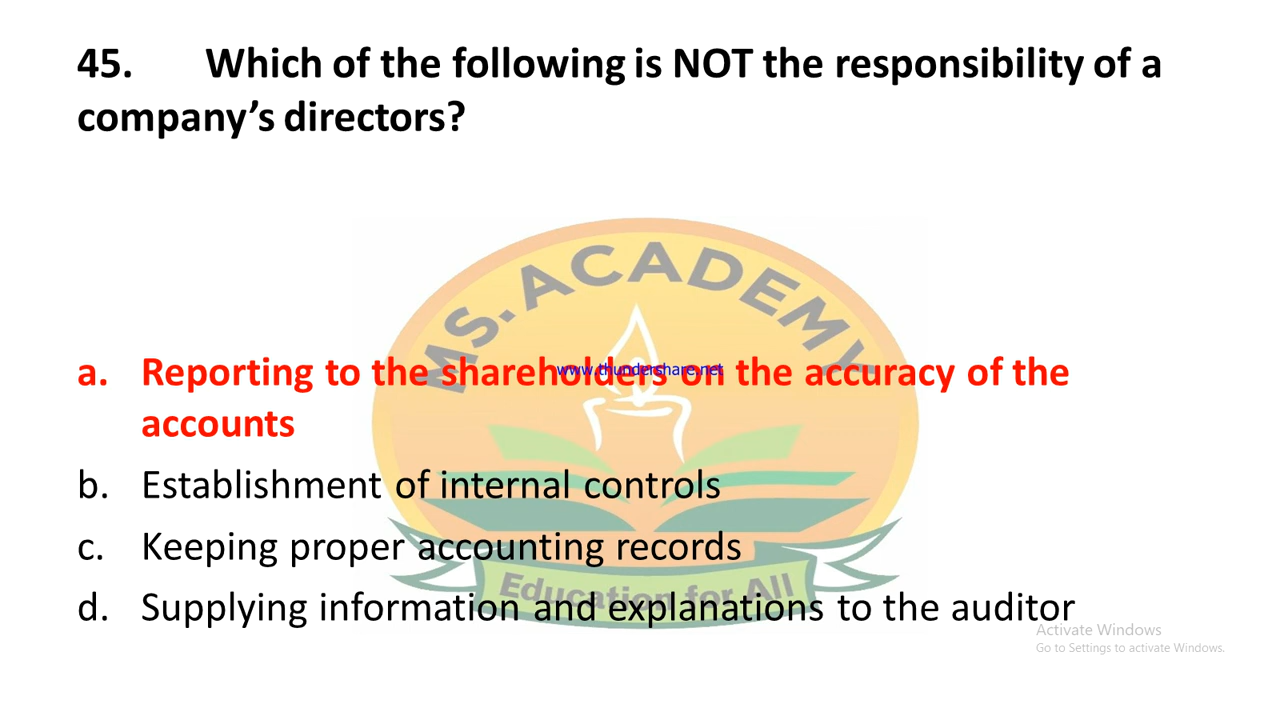 45. Which of the following is NOT the responsibility of a
company’s directors?
MS. ACADEMY
a. Reporting to the shareholders on the accuracy of the
www.thundershare.net
accounts
b. Establishment of internal controls
c. Keeping proper accounting records
Education for All
d. Supplying information and explanations to the auditor
Activate Windows
Go to Settings to activate Windows.